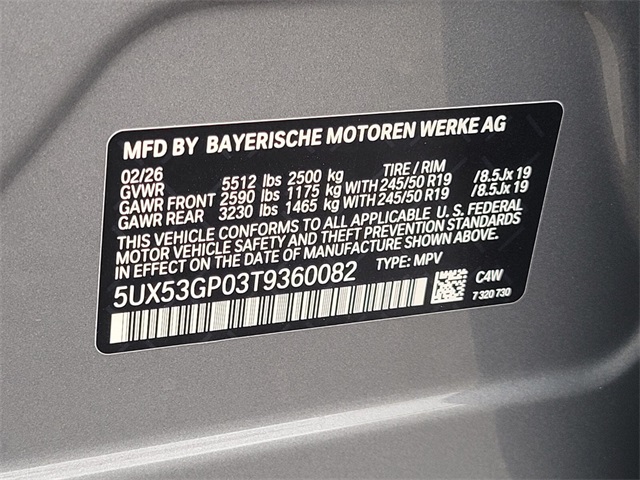 MFD BY BAYERISCHE MOTOREN WERKE AG
02/26 TIRE / RIM
GVWR 5512 lbs 2500 kg
GAWR FRONT 2590 lbs 1175 kg WITH 245/50 R19 /8.5Jx 19
GAWR REAR 3230 lbs 1465 kg WITH 245/50 R19 /8.5Jx 19
THIS VEHICLE CONFORMS TO ALL APPLICABLE U. S. FEDERAL
MOTOR VEHICLE SAFETY AND THEFT PREVENTION STANDARDS
IN EFFECT ON THE DATE OF MANUFACTURE SHOWN ABOVE.
5UX53GP03T9360082 TYPE: MPV
C4W
7 320 730